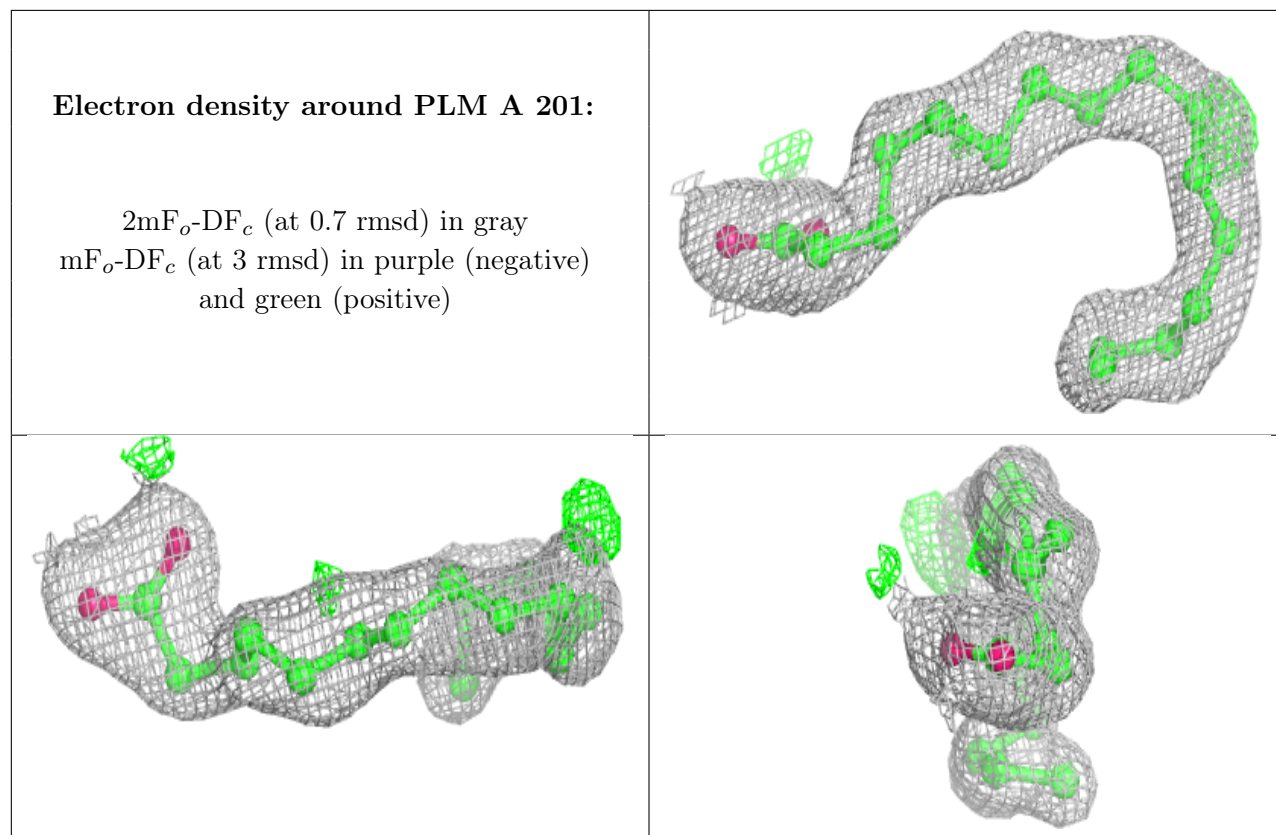 Electron density around PLM A 201:
2mFo-DFc (at 0.7 rmsd) in gray
mFo-DFc (at 3 rmsd) in purple (negative)
and green (positive)